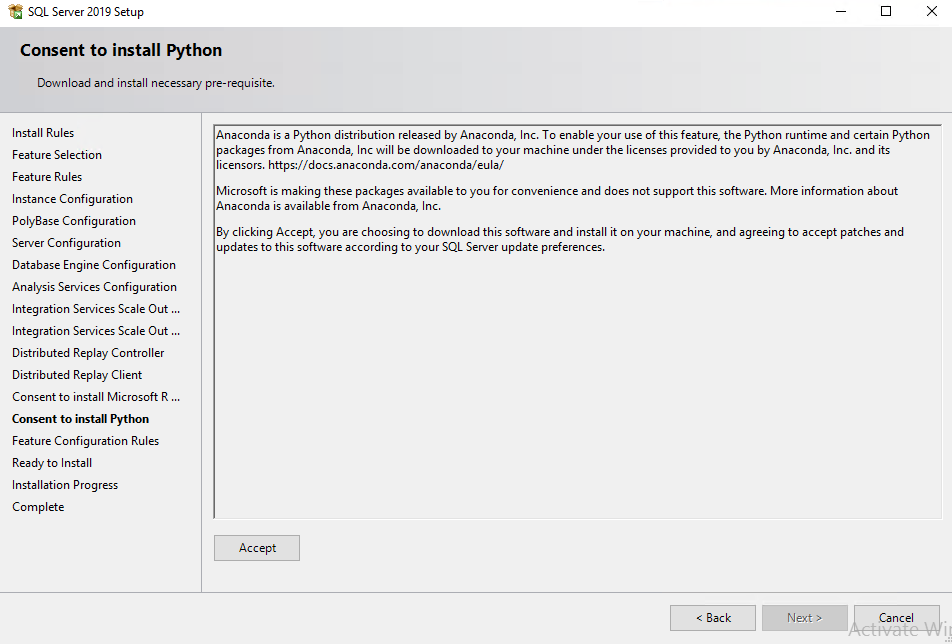 SQL Server 2019 Setup
Consent to install Python
Download and install necessary pre-requisite.
Install Rules
Feature Selection
Feature Rules
Instance Configuration
PolyBase Configuration
Server Configuration
Database Engine Configuration
Analysis Services Configuration
Integration Services Scale Out ...
Integration Services Scale Out ...
Distributed Replay Controller
Distributed Replay Client
Consent to install Microsoft R ...
Consent to install Python
Feature Configuration Rules
Ready to Install
Installation Progress
Complete
Anaconda is a Python distribution released by Anaconda, Inc. To enable your use of this feature, the Python runtime and certain Python
packages from Anaconda, Inc will be downloaded to your machine under the licenses provided to you by Anaconda, Inc. and its
licensors. https://docs.anaconda.com/anaconda/eula/
Microsoft is making these packages available to you for convenience and does not support this software. More information about
Anaconda is available from Anaconda, Inc.
By clicking Accept, you are choosing to download this software and install it on your machine, and agreeing to accept patches and
updates to this software according to your SQL Server update preferences.
Accept
< Back
Next >
Cancel
Activate Wi